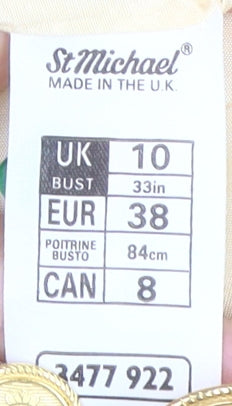 St Michael®
MADE IN THE U.K.
UK 10
BUST 33in
EUR 38
POITRINE
BUSTO 84cm
CAN 8
3477 922